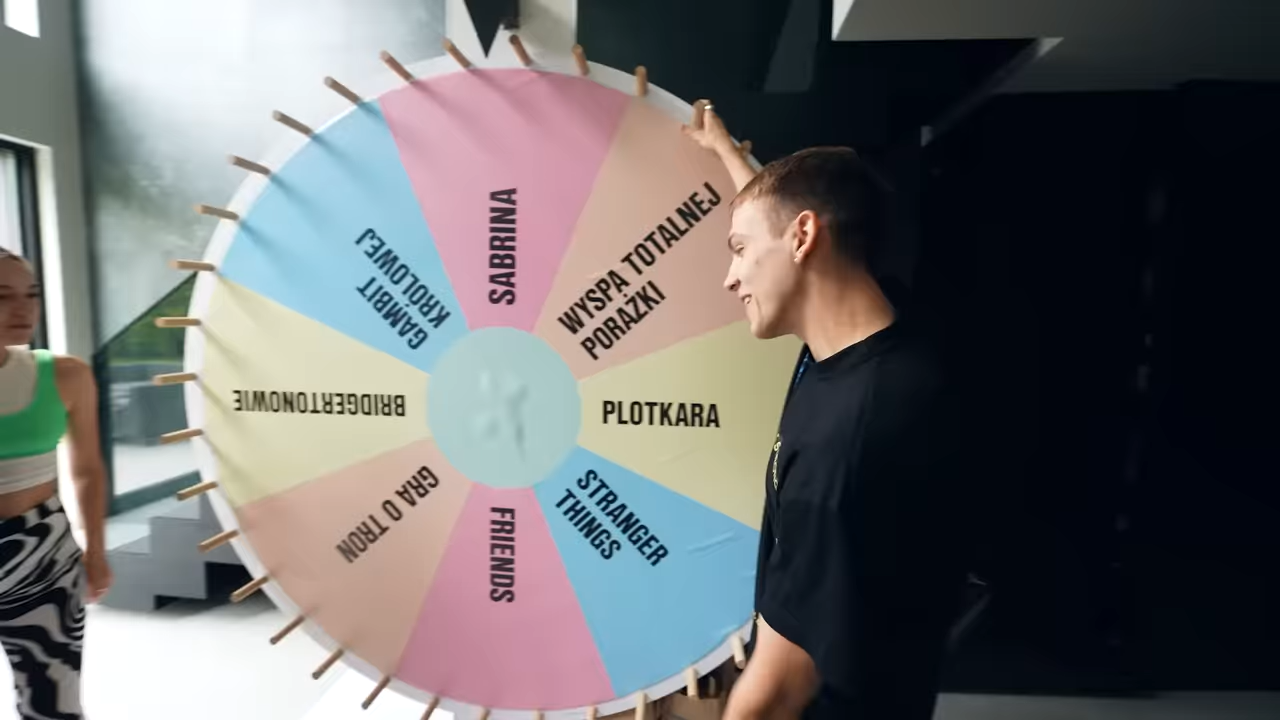 SABRINA
WYSPA TOTALNEJ
PORAŻKI
PLOTKARA
STRANGER
THINGS
FRIENDS
GRA O TRON
BRIDGERTONOWIE
GAMBIT
KRÓLOWEJ